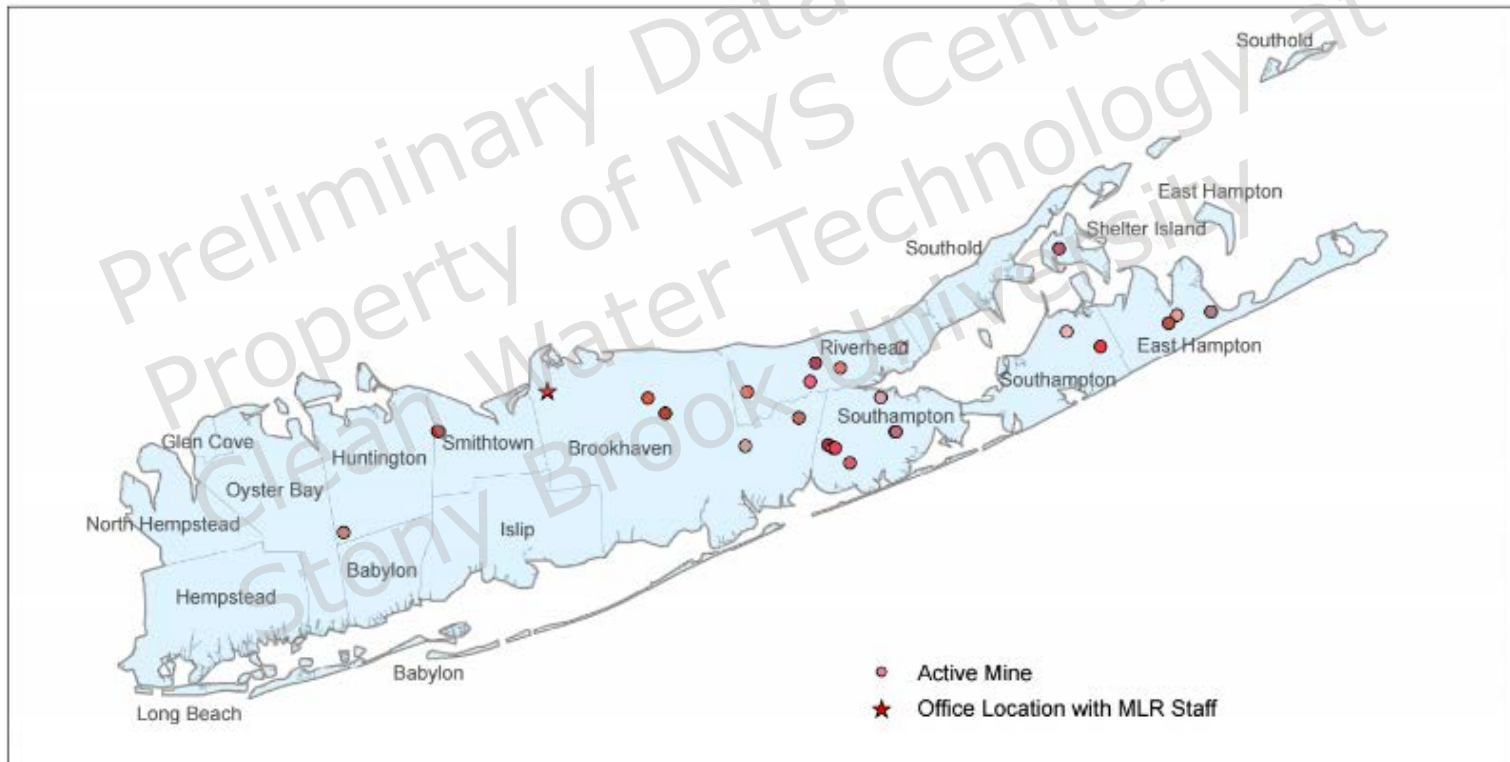 Preliminary Data
Property of NYS Center
Clean Water Technology at
Stony Brook University
Southold
East Hampton
Shelter Island
Southold
Riverhead
East Hampton
Southampton
Southampton
Glen Cove
Smithtown
Huntington
Brookhaven
Oyster Bay
North Hempstead
Islip
Babylon
Hempstead
Babylon
Long Beach
Active Mine
Office Location with MLR Staff